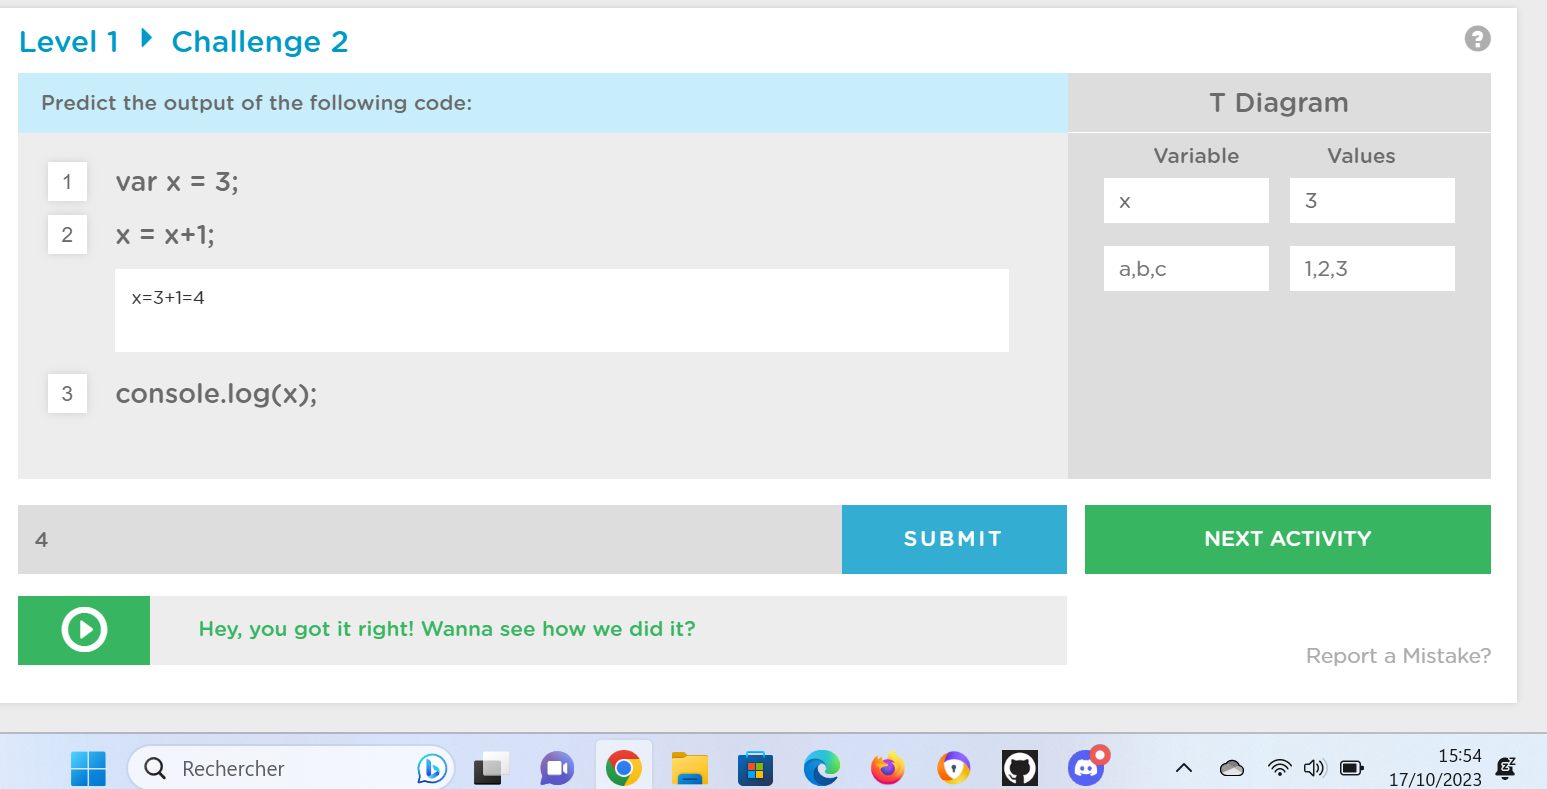 Level 1 Challenge 2
?
Predict the output of the following code:
1 var x = 3;
2 x = x+1;
x=3+1=4
3 console.log(x);
T Diagram
Variable Values
x 3
a,b,c 1,2,3
4
SUBMIT
NEXT ACTIVITY
Hey, you got it right! Wanna see how we did it?
Report a Mistake?
Rechercher
15:54
17/10/2023